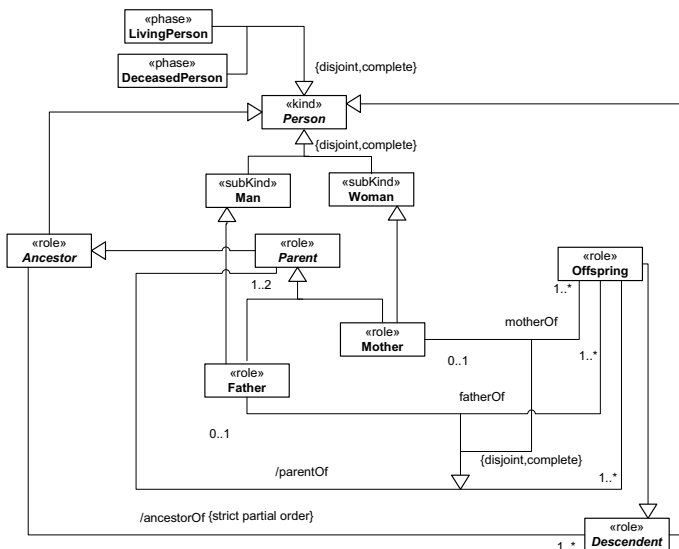 «phase»
LivingPerson
«phase»
DeceasedPerson
{disjoint,complete}
«kind»
Person
{disjoint,complete}
«subKind»
Man
«subKind»
Woman
«role»
Ancestor
«role»
Parent
1..2
«role»
Offspring
1..*
motherOf
«role»
Mother
0..1
1..*
«role»
Father
fatherOf
0..1
{disjoint,complete}
/parentOf
1..*
/ancestorOf {strict partial order}
«role»
Descendent
1..*